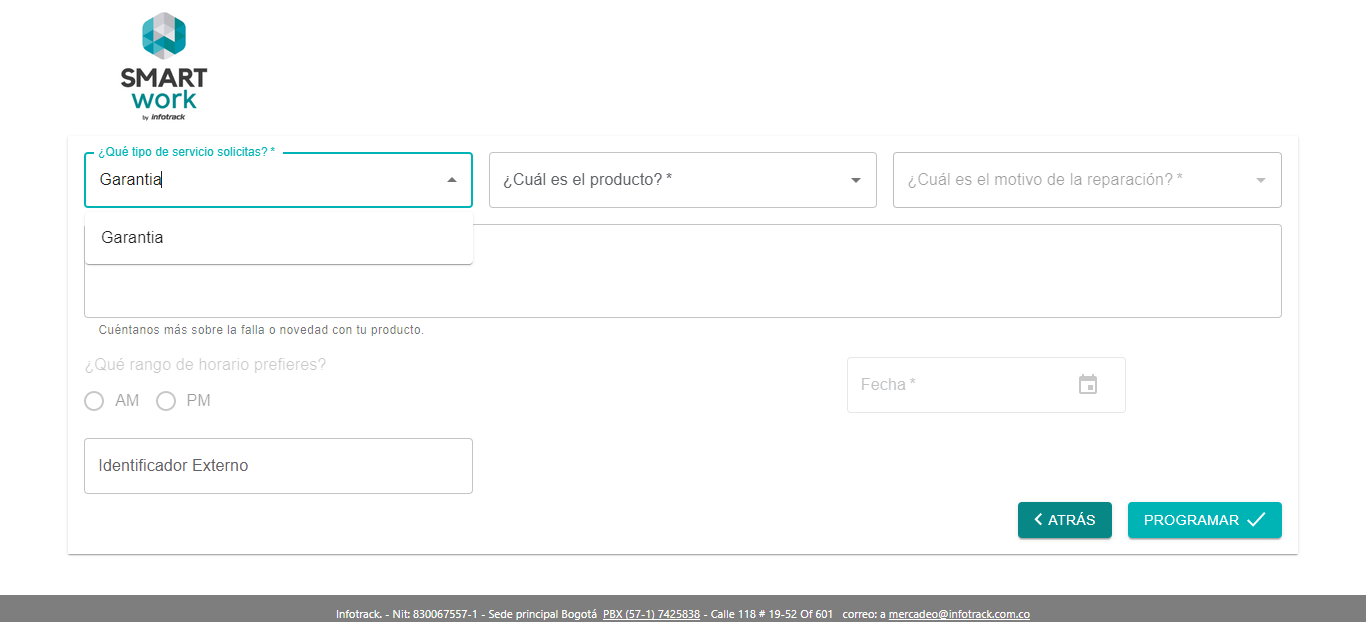 SMART
work
by infotrack
¿Qué tipo de servicio solicitas? *
Garantia
¿Cuál es el producto? *
¿Cuál es el motivo de la reparación? *
Garantia
Cuéntanos más sobre la falla o novedad con tu producto.
¿Qué rango de horario prefieres?
AM
PM
Fecha *
Identificador Externo
ATRÁS
PROGRAMAR
Infotrack. - Nit: 830067557-1 - Sede principal Bogotá PBX (57-1) 7425838 - Calle 118 # 19-52 Of 601 correo: a mercadeo@infotrack.com.co